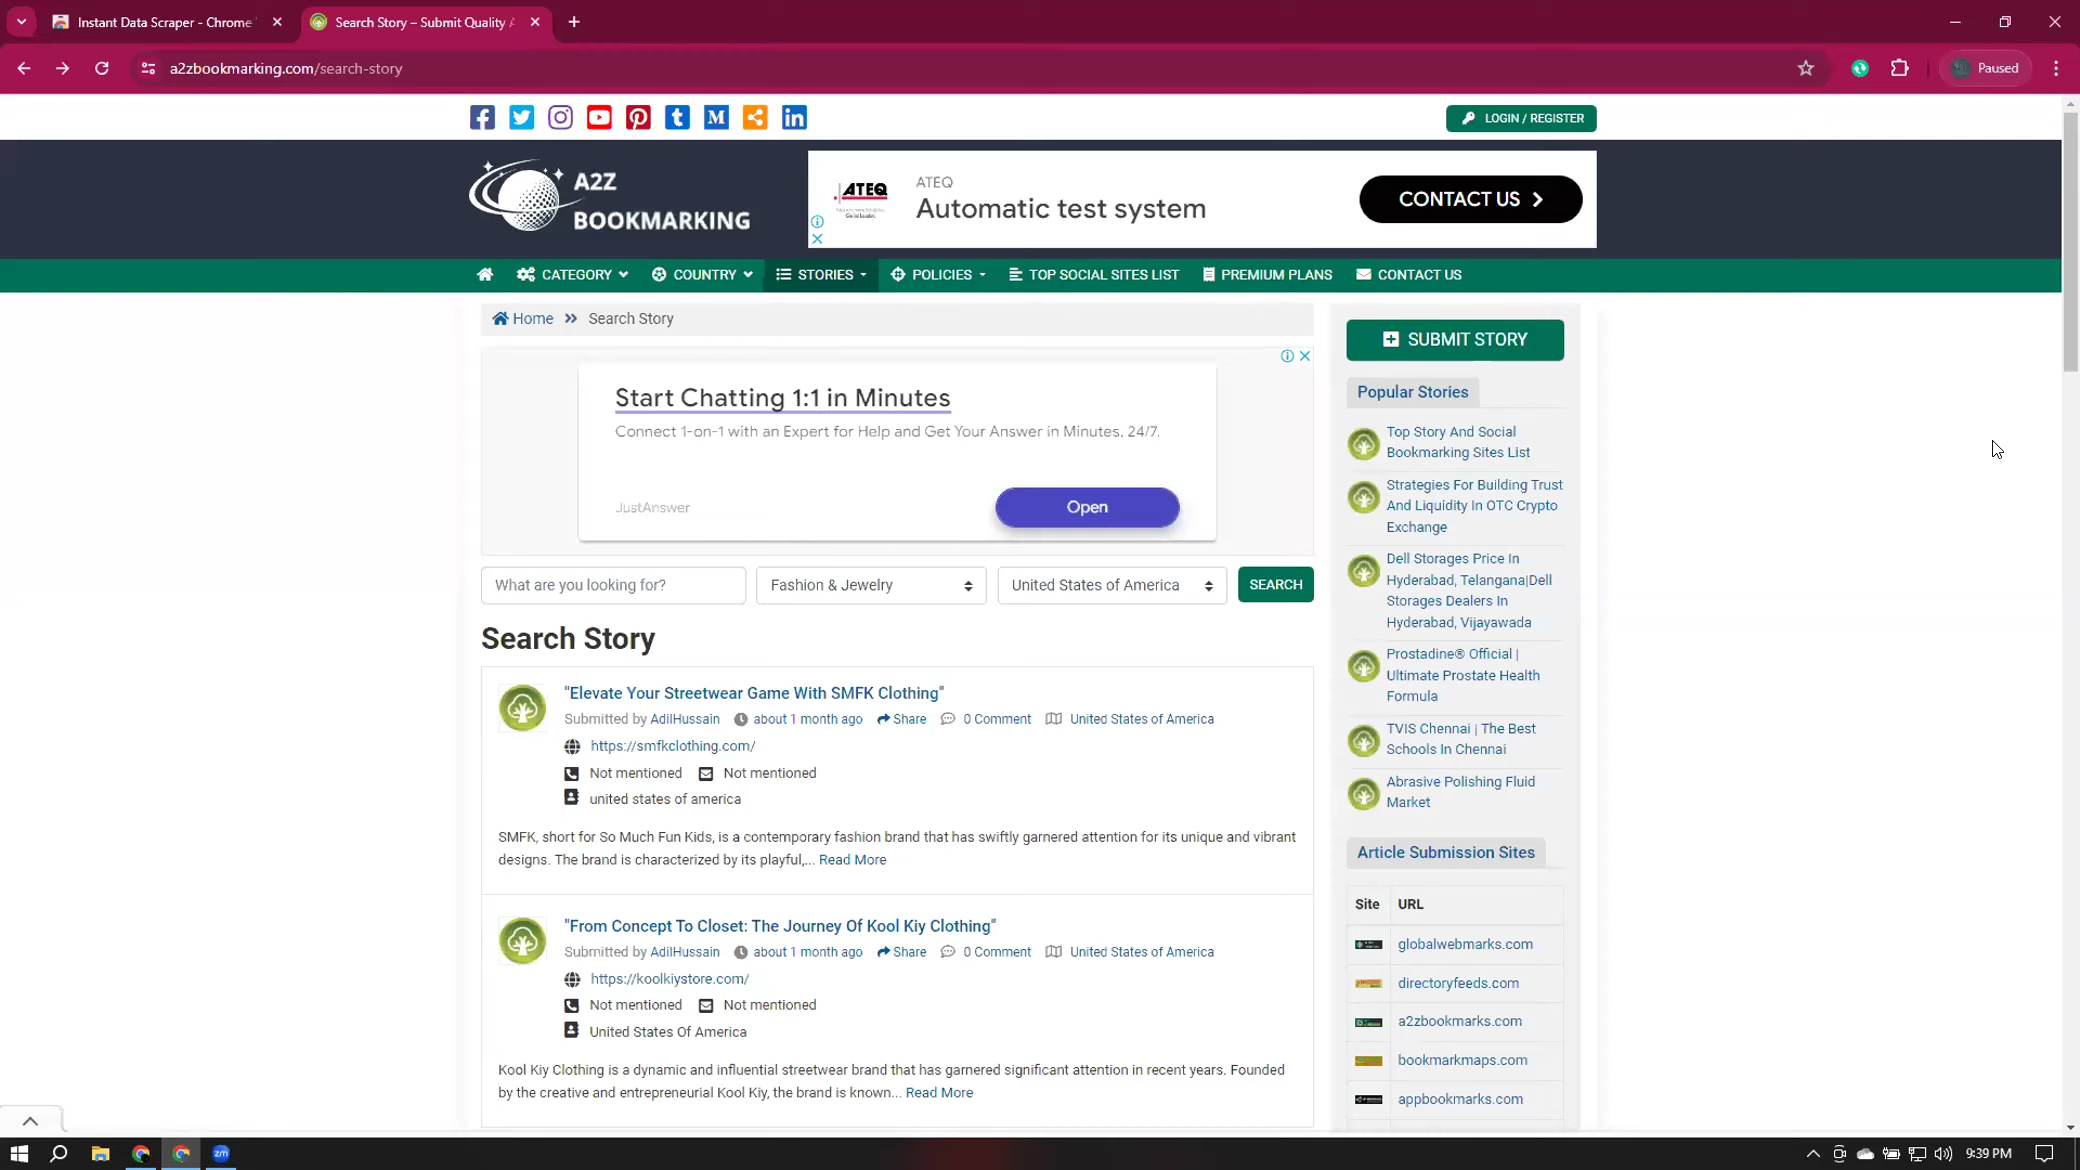 Instant Data Scraper - Chrome
Search Story – Submit Quality
a2zbookmarking.com/search-story
Paused
LOGIN / REGISTER
A2Z
BOOKMARKING
ATEQ
ATEQ
Automatic test system
CONTACT US
CATEGORY
COUNTRY
STORIES
POLICIES
TOP SOCIAL SITES LIST
PREMIUM PLANS
CONTACT US
Home
Search Story
Start Chatting 1:1 in Minutes
Connect 1-on-1 with an Expert for Help and Get Your Answer in Minutes, 24/7.
JustAnswer
Open
What are you looking for?
Fashion & Jewelry
United States of America
SEARCH
Search Story
"Elevate Your Streetwear Game With SMFK Clothing"
Submitted by AdilHussain about 1 month ago Share 0 Comment United States of America
https://smfkclothing.com/
Not mentioned Not mentioned
united states of america
SMFK, short for So Much Fun Kids, is a contemporary fashion brand that has swiftly garnered attention for its unique and vibrant
designs. The brand is characterized by its playful,... Read More
"From Concept To Closet: The Journey Of Kool Kiy Clothing"
Submitted by AdilHussain about 1 month ago Share 0 Comment United States of America
https://koolkiystore.com/
Not mentioned Not mentioned
United States Of America
Kool Kiy Clothing is a dynamic and influential streetwear brand that has garnered significant attention in recent years. Founded
by the creative and entrepreneurial Kool Kiy, the brand is known... Read More
SUBMIT STORY
Popular Stories
Top Story And Social
Bookmarking Sites List
Strategies For Building Trust
And Liquidity In OTC Crypto
Exchange
Dell Storages Price In
Hyderabad, Telangana|Dell
Storages Dealers In
Hyderabad, Vijayawada
Prostadine® Official |
Ultimate Prostate Health
Formula
TVIS Chennai | The Best
Schools In Chennai
Abrasive Polishing Fluid
Market
Article Submission Sites
Site URL
globalwebmarks.com
directoryfeeds.com
a2zbookmarks.com
bookmarkmaps.com
appbookmarks.com
zm
9:39 PM